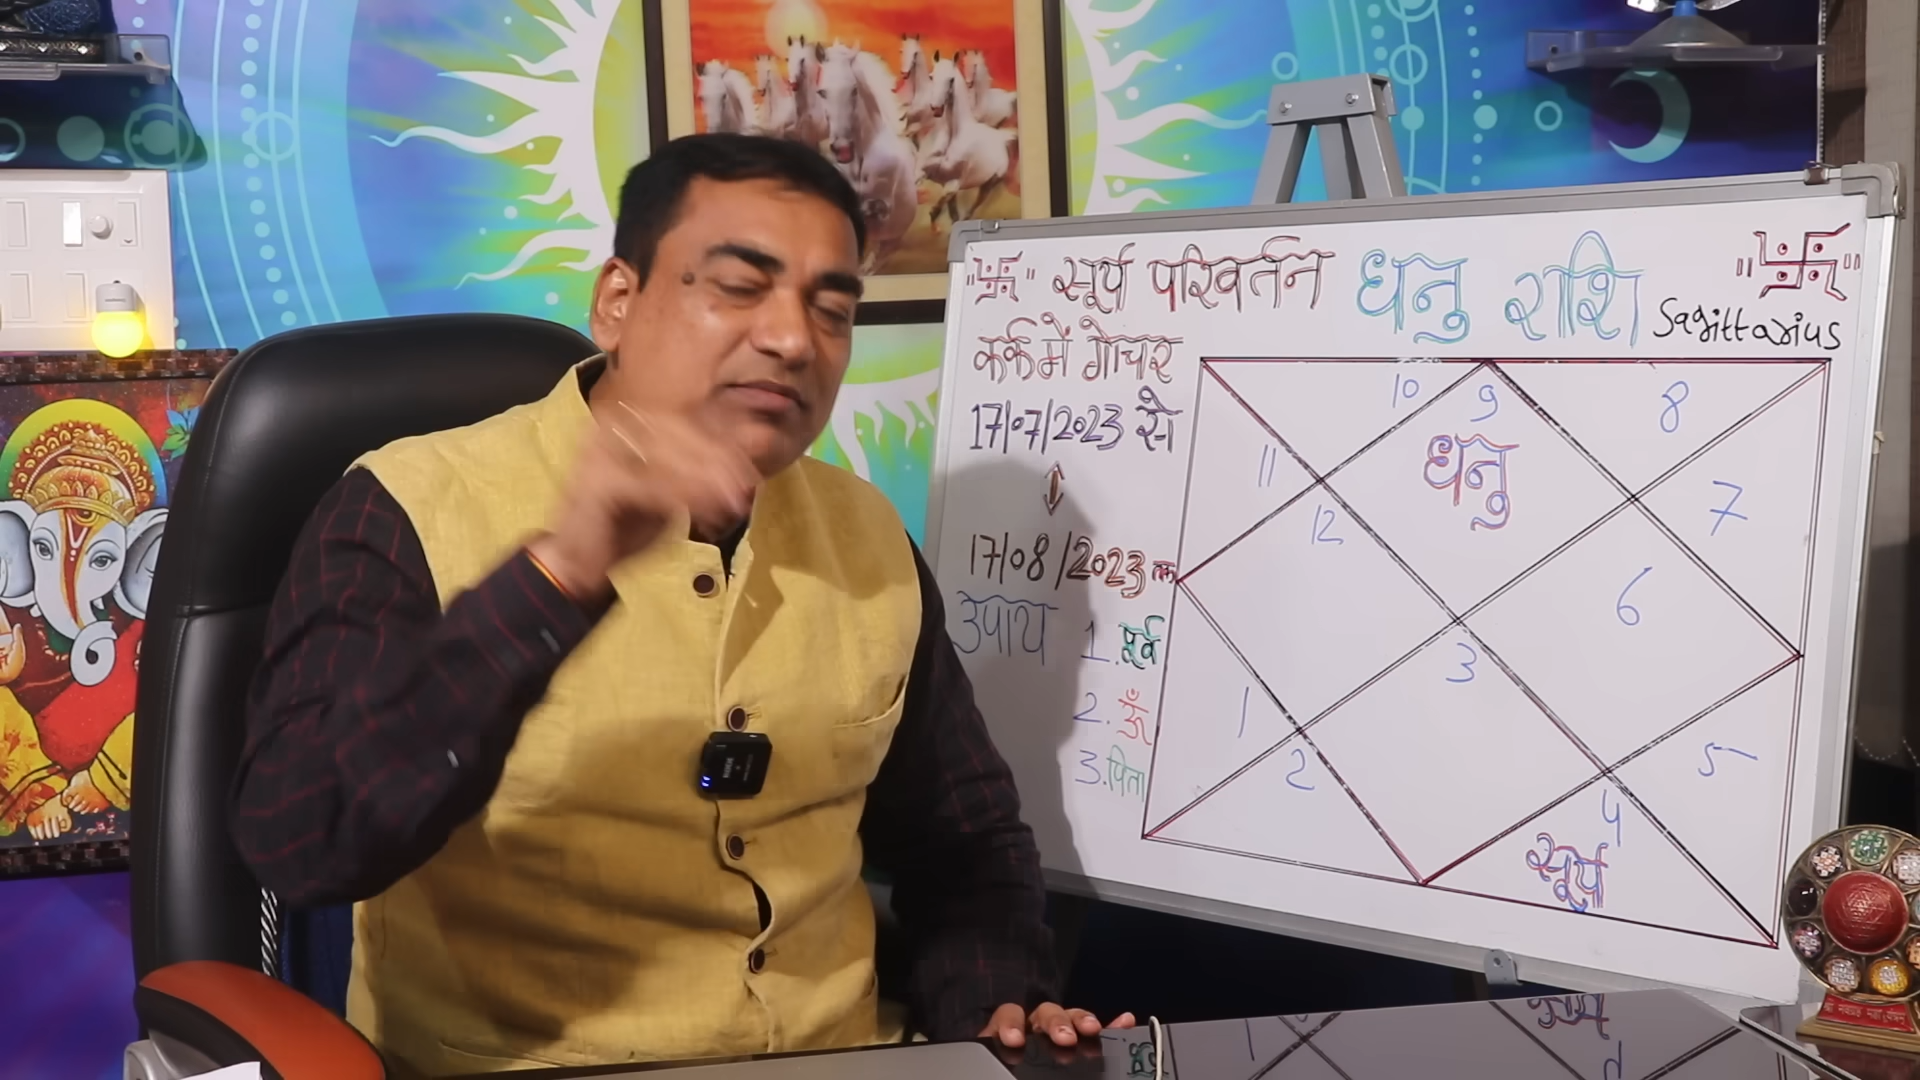 "卐" सूर्य परिवर्तन धनु राशि "卐"
Sagittarius
कर्क में गोचर
17/07/2023 से
↕
17/08/2023 तक
उपाय
1. पूर्व
2. ॐ
3. पिता
10 9 8
धनु
11 7
12 6
3
1 5
2 4
सूर्य